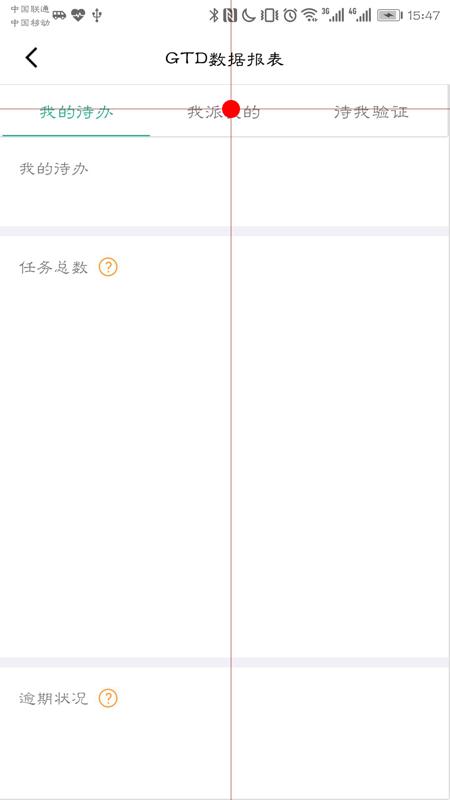 中国联通
中国移动
3G 4G 15:47
GTD数据报表
我的待办 我派 的 待我验证
我的待办
任务总数 ?
逾期状况 ?